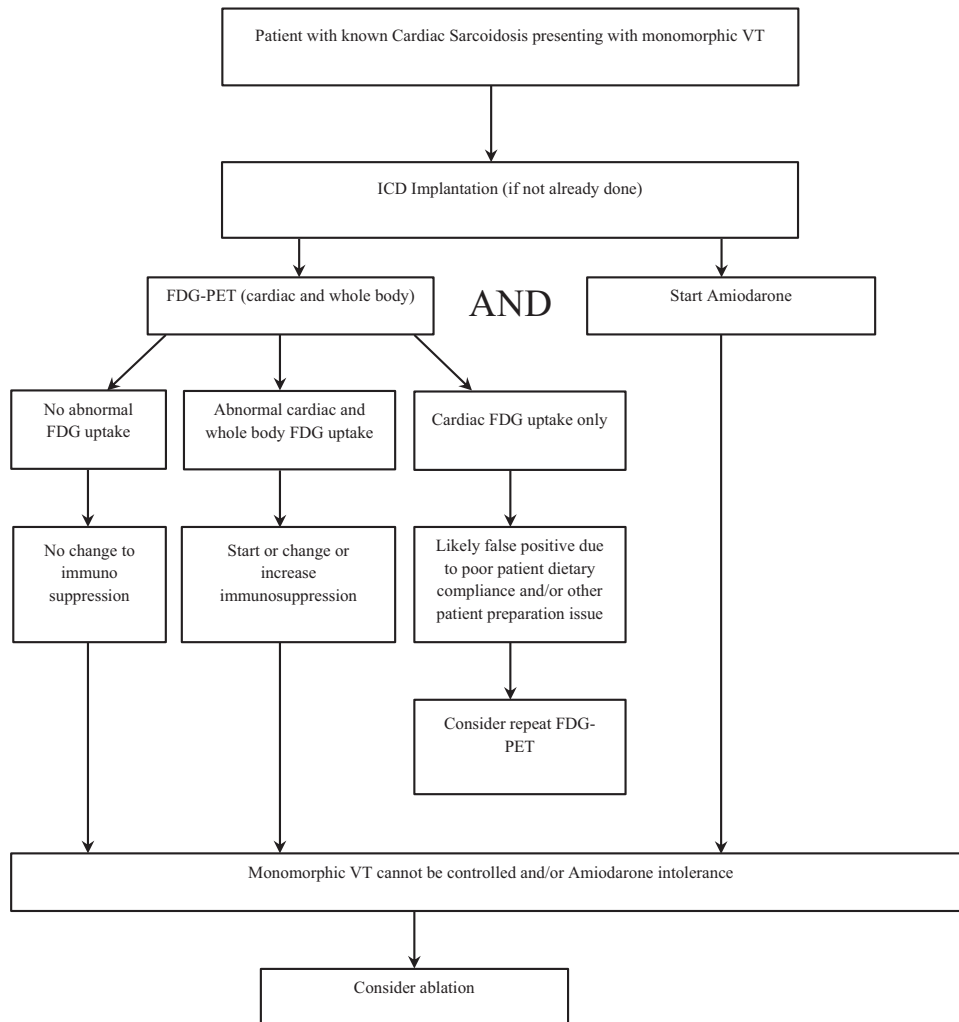 Patient with known Cardiac Sarcoidosis presenting with monomorphic VT
ICD Implantation (if not already done)
FDG-PET (cardiac and whole body)
AND
Start Amiodarone
No abnormal
FDG uptake
Abnormal cardiac and
whole body FDG uptake
Cardiac FDG uptake only
No change to
immuno
suppression
Start or change or
increase
immunosuppression
Likely false positive due
to poor patient dietary
compliance and/or other
patient preparation issue
Consider repeat FDG-
PET
Monomorphic VT cannot be controlled and/or Amiodarone intolerance
Consider ablation